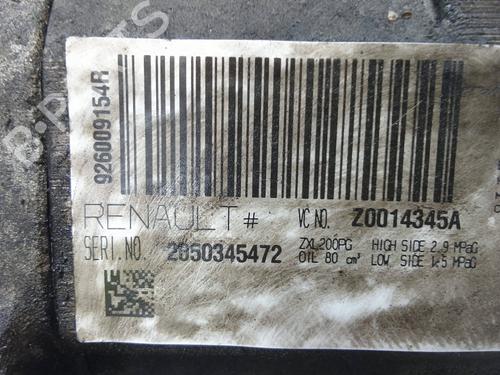 926009154R
RENAULT # VC NO. Z0014345A
SERI.NO. 2850345472
ZXL200PG HIGH SIDE 2.9 MPaG
OIL 80 cm³ LOW SIDE 1.5 MPaG
B-PARTS